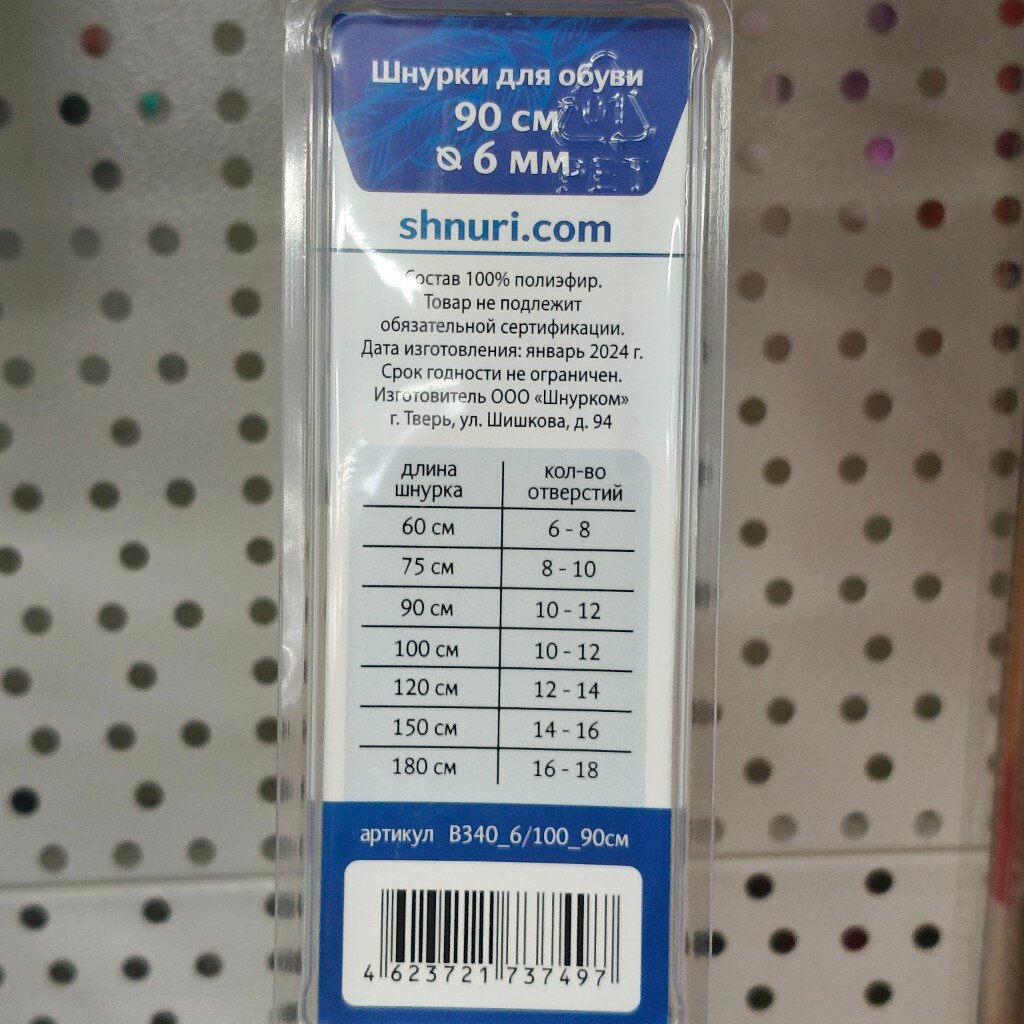 Шнурки для обуви
90 см
⌀ 6 мм
01
PET
shnuri.com
Состав 100% полиэфир.
Товар не подлежит
обязательной сертификации.
Дата изготовления: январь 2024 г.
Срок годности не ограничен.
Изготовитель ООО «Шнурком»
г. Тверь, ул. Шишкова, д. 94
длина шнурка кол-во отверстий
60 см 6 - 8
75 см 8 - 10
90 см 10 - 12
100 см 10 - 12
120 см 12 - 14
150 см 14 - 16
180 см 16 - 18
артикул В340_6/100_90см
4 623721 737497